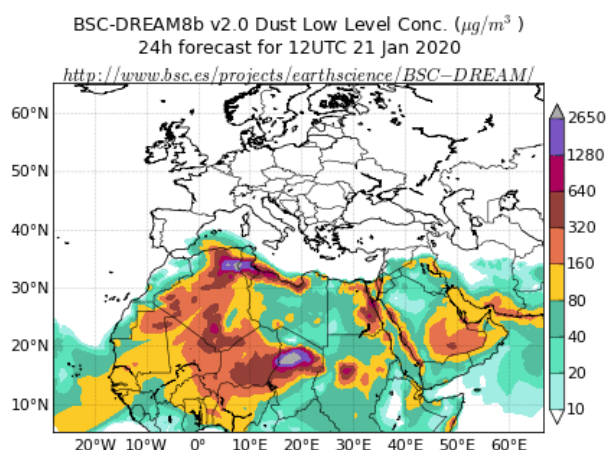 BSC-DREAM8b v2.0 Dust Low Level Conc. (μg/m³ )
24h forecast for 12UTC 21 Jan 2020
http://www.bsc.es/projects/earthscience/BSC−DREAM/
60°N
50°N
40°N
30°N
20°N
10°N
20°W 10°W 0° 10°E 20°E 30°E 40°E 50°E 60°E
2650
1280
640
320
160
80
40
20
10